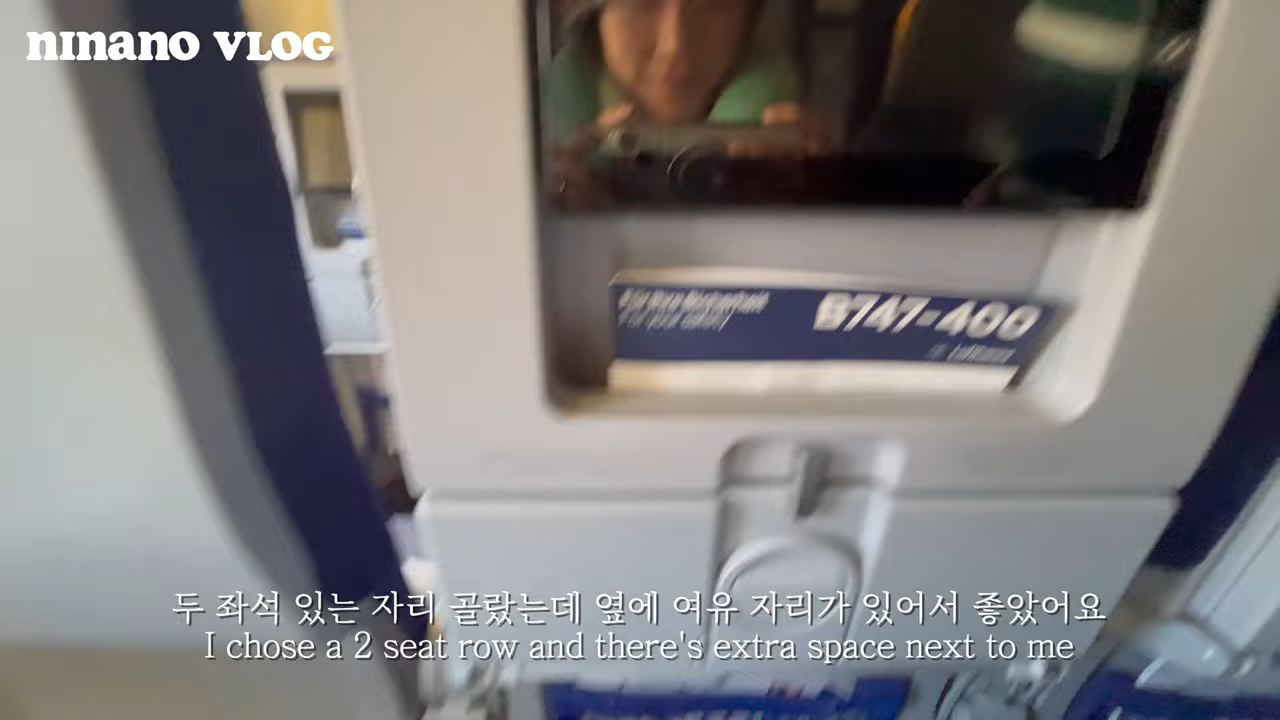 ninano VLOG
B747-400
두 좌석 있는 자리 골랐는데 옆에 여유 자리가 있어서 좋았어요
I chose a 2 seat row and there's extra space next to me